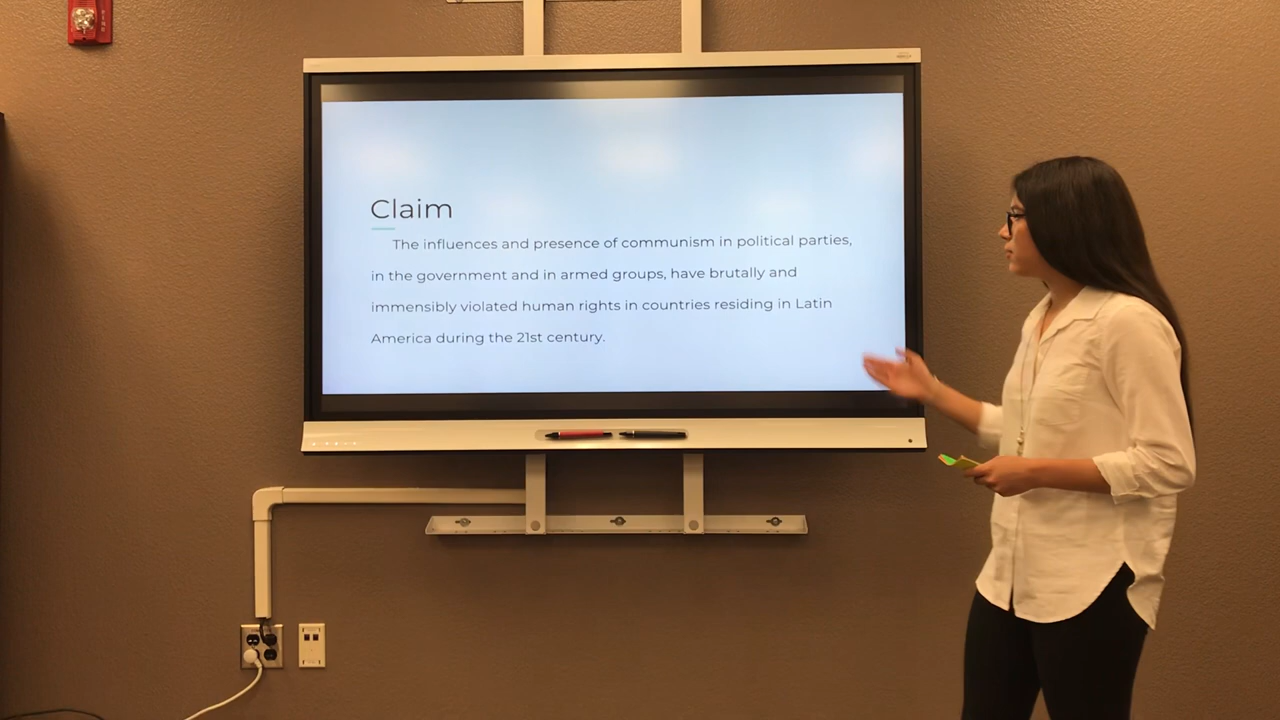 Claim
The influences and presence of communism in political parties,
in the government and in armed groups, have brutally and
immensibly violated human rights in countries residing in Latin
America during the 21st century.
FIRE